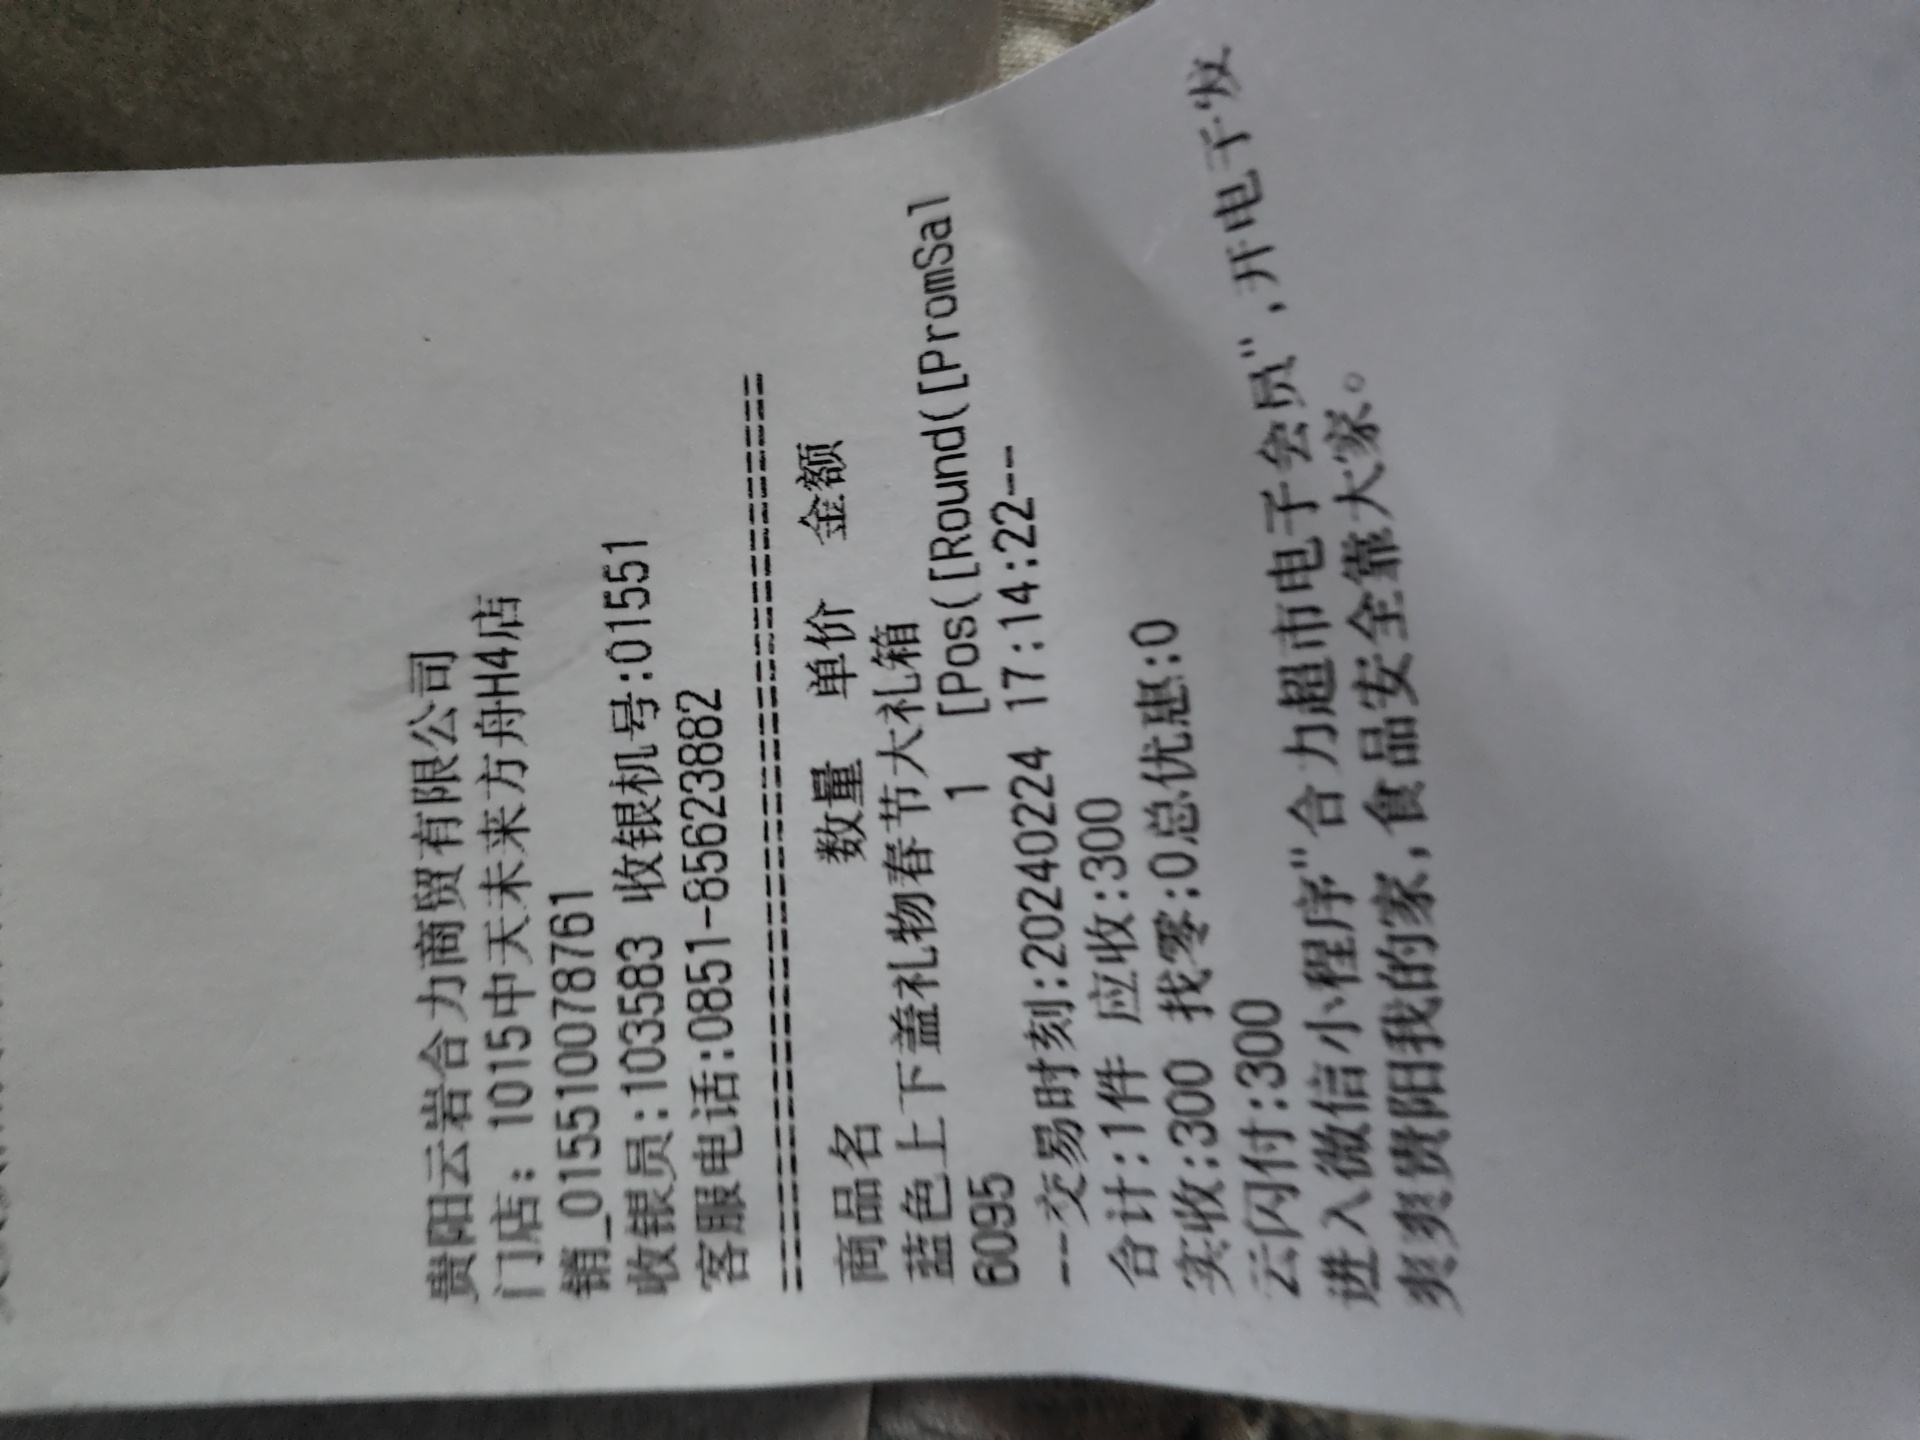 贵阳云岩合力商贸有限公司
门店: 1015中天未来方舟H4店
销_015510078761
收银员:103583 收银机号:01551
客服电话:0851-85623882
========================================
商品名 数量 单价 金额
蓝色上下盖礼物春节大礼箱
6095 1 [Pos([Round([PromSal
--交易时刻:20240224 17:14:22--
合计:1件 应收:300
实收:300 找零:0总优惠:0
云闪付:300
进入微信小程序"合力超市电子会员",开电子发
爽爽贵阳我的家,食品安全靠大家。